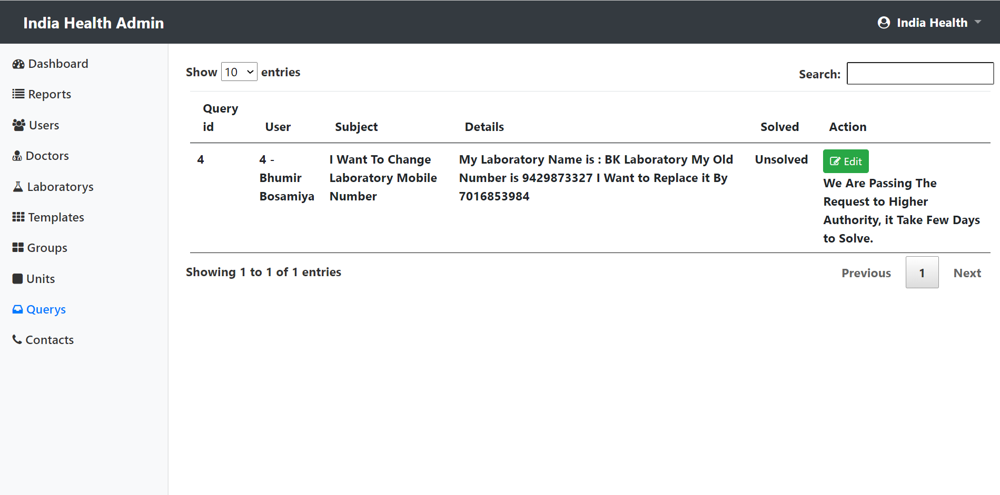 India Health Admin
India Health
Dashboard
Reports
Users
Doctors
Laboratorys
Templates
Groups
Units
Querys
Contacts
Show 10 entries
Search:
Query
id
User
Subject
Details
Solved
Action
4
4 -
Bhumir
Bosamiya
I Want To Change
Laboratory Mobile
Number
My Laboratory Name is : BK Laboratory My Old
Number is 9429873327 I Want to Replace it By
7016853984
Unsolved
Edit
We Are Passing The
Request to Higher
Authority, it Take Few Days
to Solve.
Showing 1 to 1 of 1 entries
Previous 1 Next